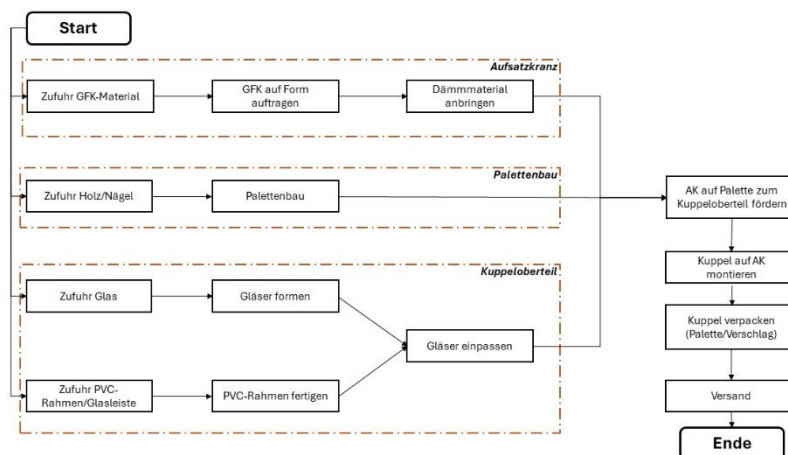 Start
Aufsatzkranz
Zufuhr GFK-Material
GFK auf Form
auftragen
Dämmmaterial
anbringen
Palettenbau
Zufuhr Holz/Nägel
Palettenbau
AK auf Palette zum
Kuppeloberteil fördern
Kuppeloberteil
Zufuhr Glas
Gläser formen
Gläser einpassen
Zufuhr PVC-
Rahmen/Glasleiste
PVC-Rahmen fertigen
Kuppel auf AK
montieren
Kuppel verpacken
(Palette/Verschlag)
Versand
Ende